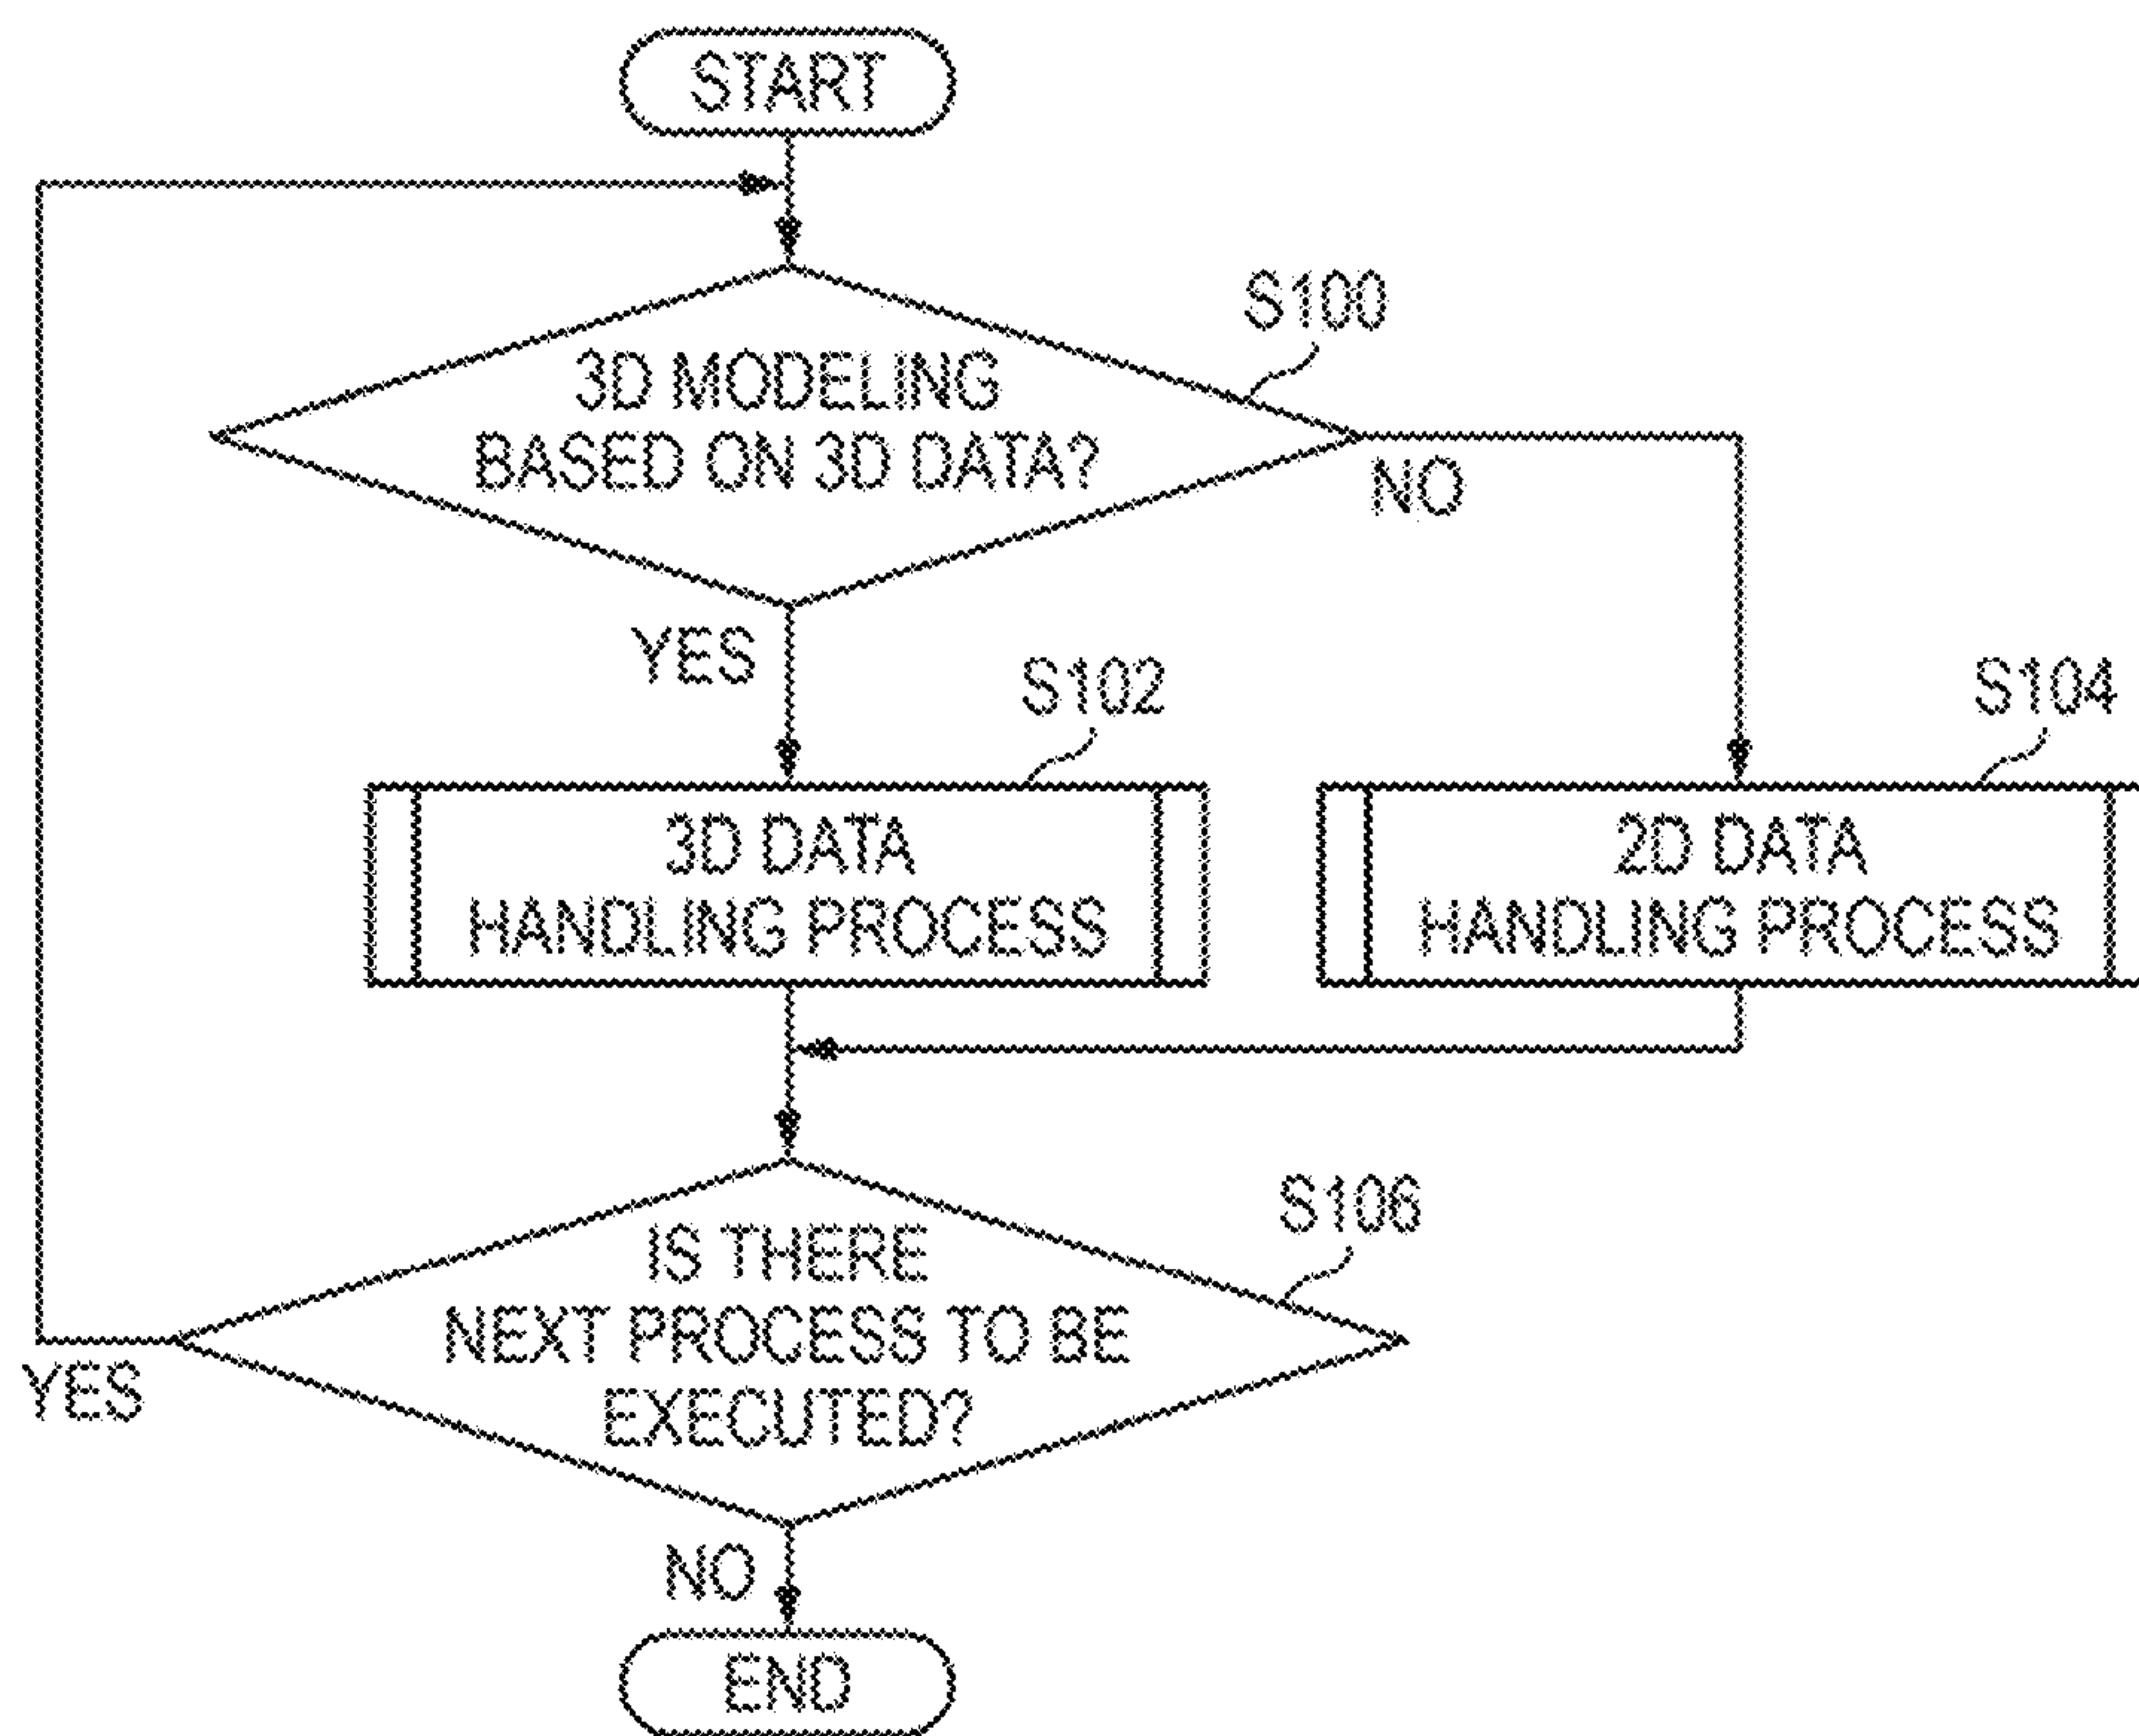 START
S100
3D MODELING
BASED ON 3D DATA?
NO
YES
S102
S104
3D DATA
HANDLING PROCESS
2D DATA
HANDLING PROCESS
S106
IS THERE
NEXT PROCESS TO BE
EXECUTED?
YES
NO
END